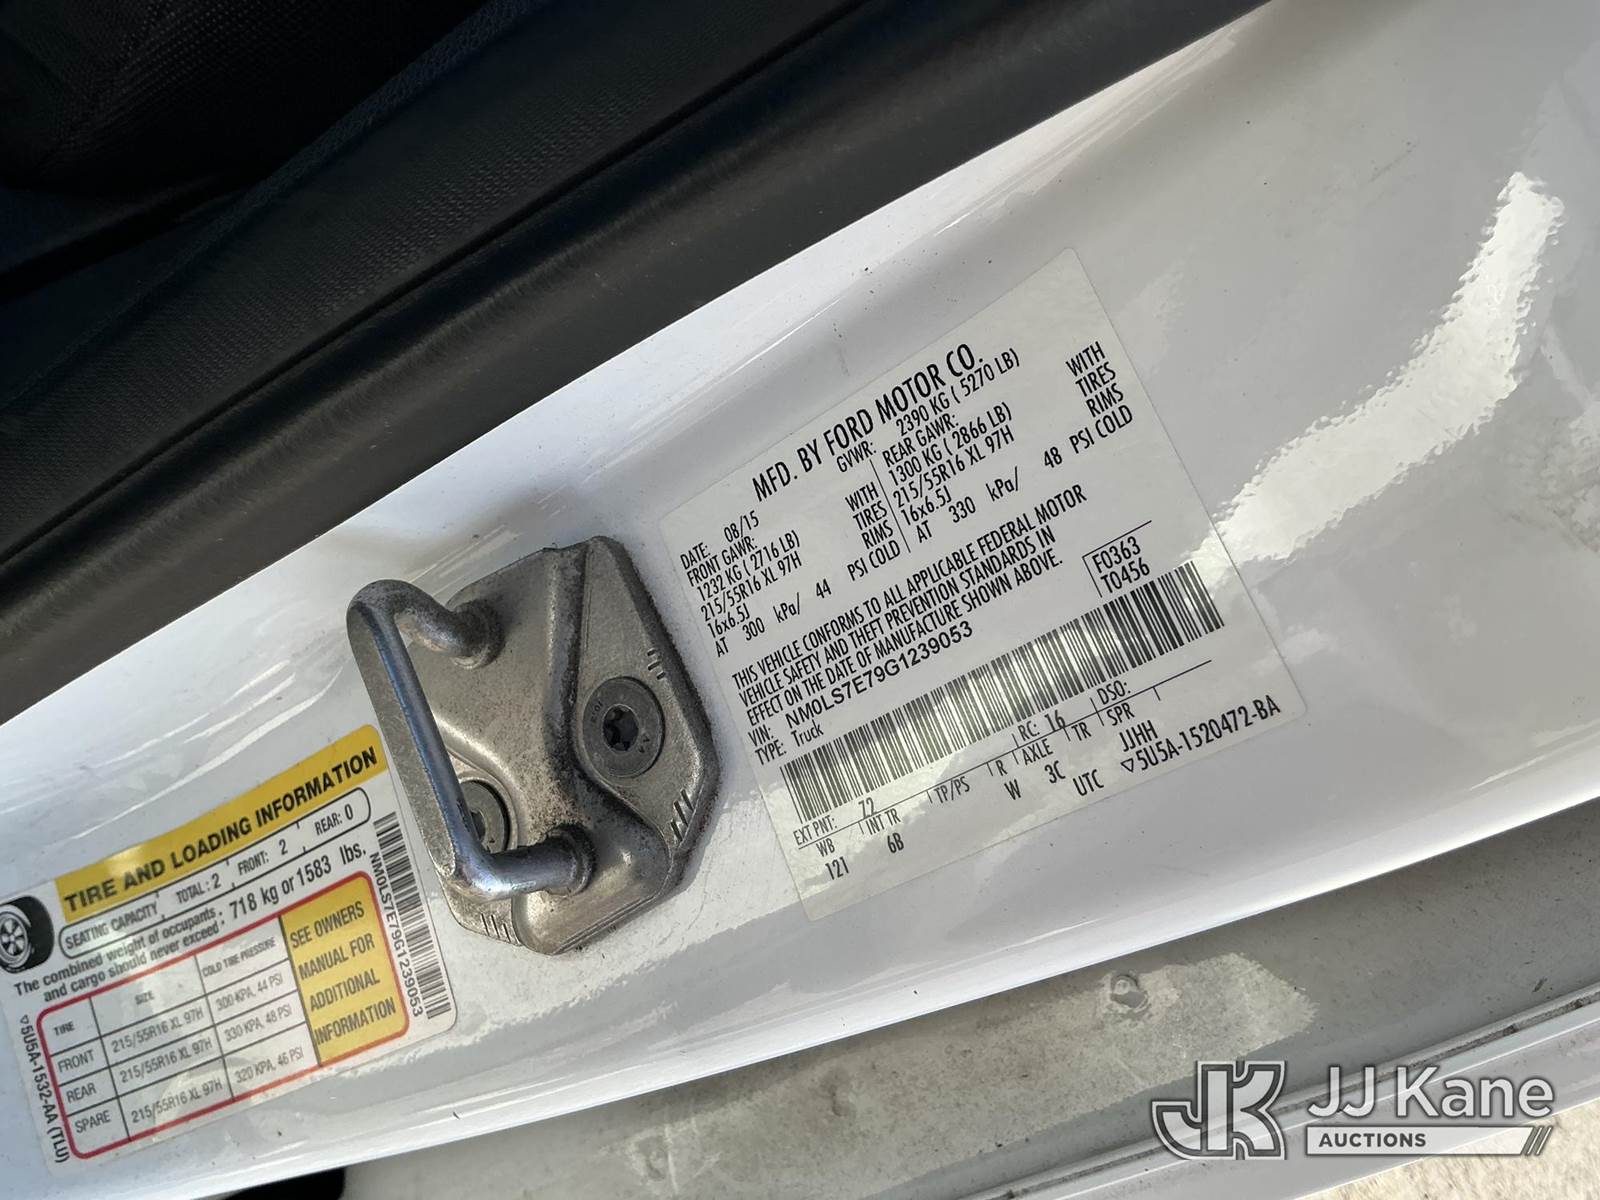 MFD. BY FORD MOTOR CO.
DATE: 08/15 GVWR: 2390 KG ( 5270 LB)
FRONT GAWR: REAR GAWR:
1232 KG ( 2716 LB) WITH 1300 KG ( 2866 LB) WITH
215/55R16 XL 97H TIRES 215/55R16 XL 97H TIRES
16x6.5J RIMS 16x6.5J RIMS
AT 300 kPa/ 44 PSI COLD AT 330 kPa/ 48 PSI COLD
THIS VEHICLE CONFORMS TO ALL APPLICABLE FEDERAL MOTOR
VEHICLE SAFETY AND THEFT PREVENTION STANDARDS IN
EFFECT ON THE DATE OF MANUFACTURE SHOWN ABOVE.
VIN: NM0LS7E79G1239053 F0363
TYPE: Truck T0456
EXT PNT: 72 RC: 16 DSO:
WB INT TR TP/PS R AXLE TR SPR
121 6B W 3C JJHH
UTC ▽5U5A-1520472-BA
TIRE AND LOADING INFORMATION
SEATING CAPACITY TOTAL: 2 FRONT: 2 REAR: 0
The combined weight of occupants
and cargo should never exceed : 718 kg or 1583 lbs.
TIRE SIZE COLD TIRE PRESSURE
FRONT 215/55R16 XL 97H 300 KPA, 44 PSI
REAR 215/55R16 XL 97H 330 KPA, 48 PSI
SPARE 215/55R16 XL 97H 320 KPA, 46 PSI
SEE OWNERS
MANUAL FOR
ADDITIONAL
INFORMATION
NM0LS7E79G1239053
▽5U5A-1532-AA (TLU)
JK JJ Kane
AUCTIONS